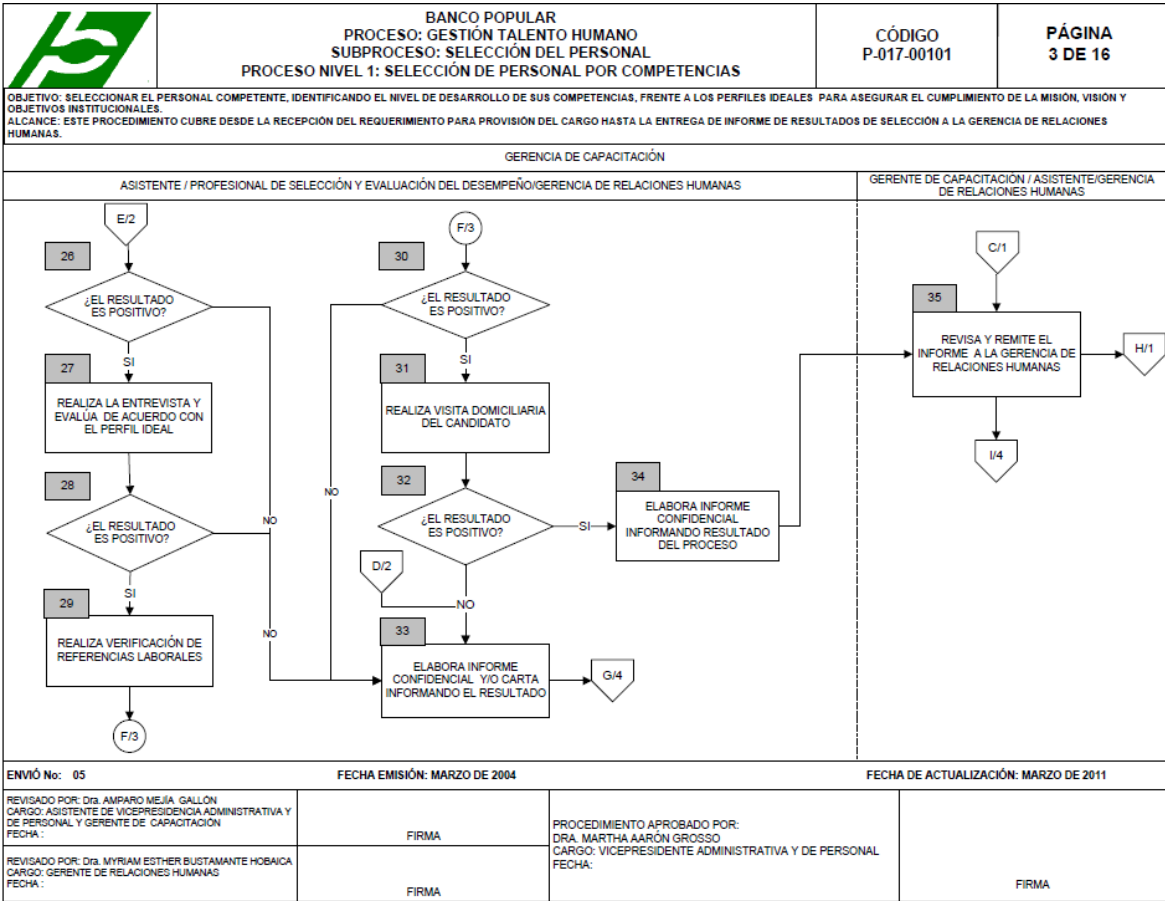 BANCO POPULAR
PROCESO: GESTIÓN TALENTO HUMANO
SUBPROCESO: SELECCIÓN DEL PERSONAL
PROCESO NIVEL 1: SELECCIÓN DE PERSONAL POR COMPETENCIAS
CÓDIGO
P-017-00101
PÁGINA
3 DE 16
OBJETIVO: SELECCIONAR EL PERSONAL COMPETENTE, IDENTIFICANDO EL NIVEL DE DESARROLLO DE SUS COMPETENCIAS, FRENTE A LOS PERFILES IDEALES PARA ASEGURAR EL CUMPLIMIENTO DE LA MISIÓN, VISIÓN Y
OBJETIVOS INSTITUCIONALES.
ALCANCE: ESTE PROCEDIMIENTO CUBRE DESDE LA RECEPCIÓN DEL REQUERIMIENTO PARA PROVISIÓN DEL CARGO HASTA LA ENTREGA DE INFORME DE RESULTADOS DE SELECCIÓN A LA GERENCIA DE RELACIONES
HUMANAS.
GERENCIA DE CAPACITACIÓN
ASISTENTE / PROFESIONAL DE SELECCIÓN Y EVALUACIÓN DEL DESEMPEÑO/GERENCIA DE RELACIONES HUMANAS
GERENTE DE CAPACITACIÓN / ASISTENTE/GERENCIA
DE RELACIONES HUMANAS
E/2
26
¿EL RESULTADO
ES POSITIVO?
SI
27
REALIZA LA ENTREVISTA Y
EVALÚA DE ACUERDO CON
EL PERFIL IDEAL
28
¿EL RESULTADO
ES POSITIVO?
NO
SI
29
REALIZA VERIFICACIÓN DE
REFERENCIAS LABORALES
NO
F/3
F/3
30
¿EL RESULTADO
ES POSITIVO?
SI
31
REALIZA VISITA DOMICILIARIA
DEL CANDIDATO
NO
32
¿EL RESULTADO
ES POSITIVO?
SI
D/2
NO
33
ELABORA INFORME
CONFIDENCIAL Y/O CARTA
INFORMANDO EL RESULTADO
G/4
34
ELABORA INFORME
CONFIDENCIAL
INFORMANDO RESULTADO
DEL PROCESO
C/1
35
REVISA Y REMITE EL
INFORME A LA GERENCIA DE
RELACIONES HUMANAS
H/1
I/4
ENVIÓ No: 05
FECHA EMISIÓN: MARZO DE 2004
FECHA DE ACTUALIZACIÓN: MARZO DE 2011
REVISADO POR: Dra. AMPARO MEJÍA GALLÓN
CARGO: ASISTENTE DE VICEPRESIDENCIA ADMINISTRATIVA Y
DE PERSONAL Y GERENTE DE CAPACITACIÓN
FECHA :
FIRMA
REVISADO POR: Dra. MYRIAM ESTHER BUSTAMANTE HOBAICA
CARGO: GERENTE DE RELACIONES HUMANAS
FECHA :
FIRMA
PROCEDIMIENTO APROBADO POR:
DRA. MARTHA AARÓN GROSSO
CARGO: VICEPRESIDENTE ADMINISTRATIVA Y DE PERSONAL
FECHA:
FIRMA